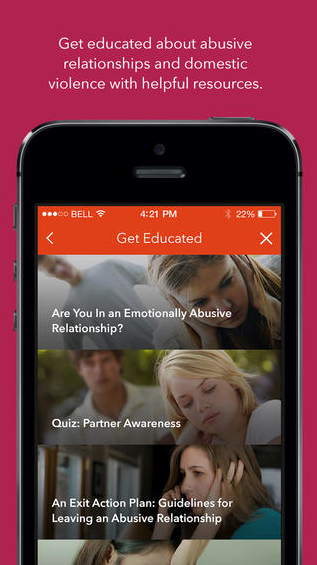 Get educated about abusive
relationships and domestic
violence with helpful resources.
BELL 4:21 PM 22%
Get Educated
Are You In an Emotionally Abusive
Relationship?
Quiz: Partner Awareness
An Exit Action Plan: Guidelines for
Leaving an Abusive Relationship